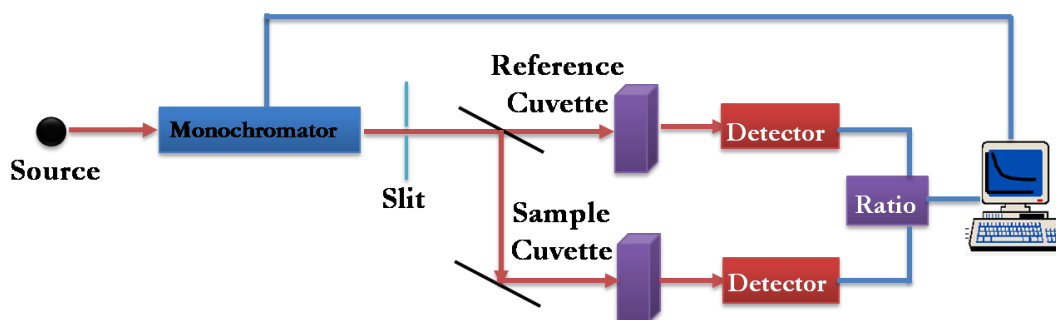 Source
Monochromator
Slit
Reference
Cuvette
Detector
Sample
Cuvette
Detector
Ratio